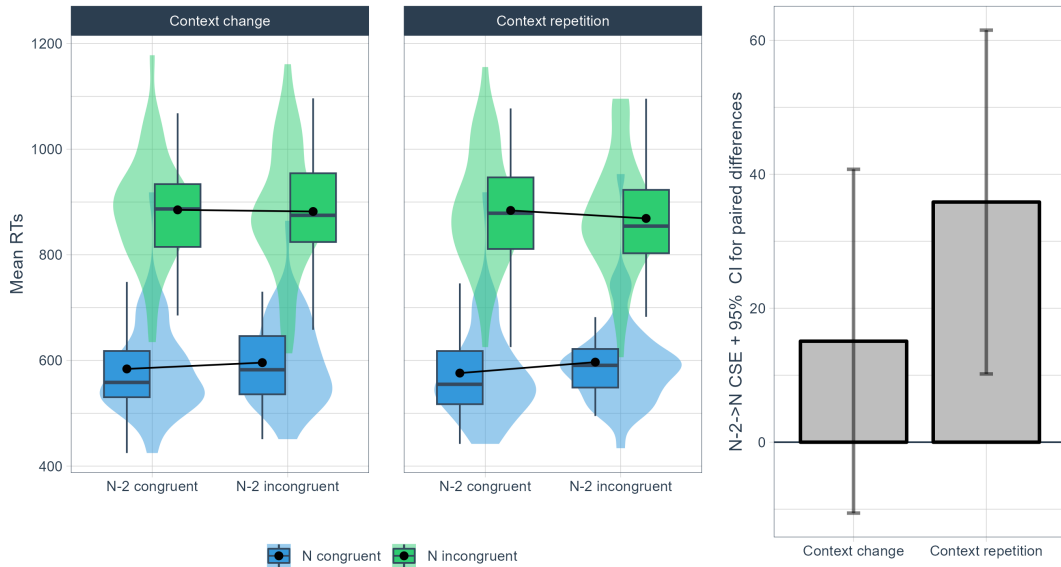 Context change
Context repetition
Mean RTs
1200
1000
800
600
400
N-2 congruent
N-2 incongruent
N-2 congruent
N-2 incongruent
N congruent
N incongruent
N-2->N CSE + 95%  CI for paired differences
60
40
20
0
Context change
Context repetition